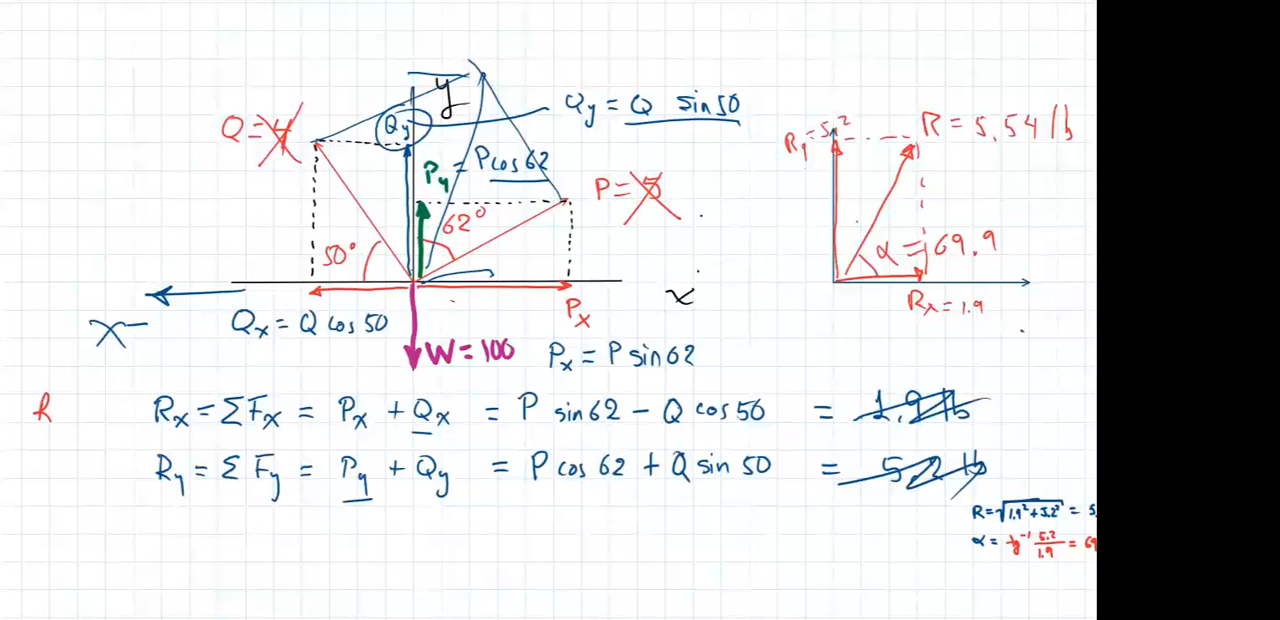 y
Q = 4
Qy
Qy = Q sin 50
Py = P cos 62
P = 5
50°
62°
x
x
Qx = Q cos 50
Px
W = 100
Px = P sin 62
Ry = 5.2
R = 5.54 lb
α = 69.9
Rx = 1.9
R
Rx = ΣFx = Px + Qx = P sin 62 - Q cos 50 = 1.9 lb
Ry = ΣFy = Py + Qy = P cos 62 + Q sin 50 = 5.2 lb
R = √1.9² + 5.2² = 5.
α = tg⁻¹ 5.2/1.9 = 69